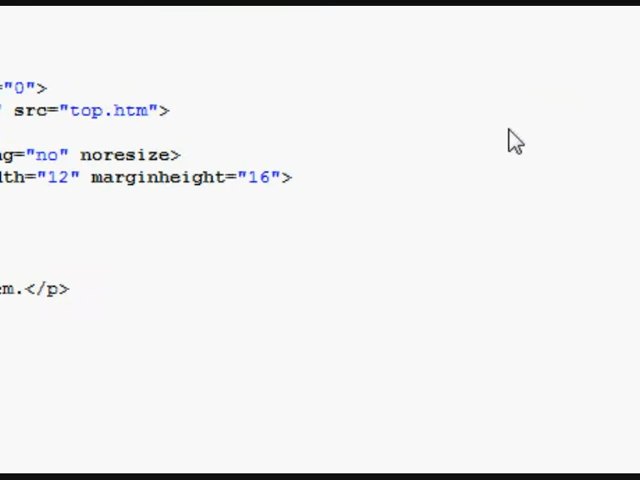 ="0">
" src="top.htm">
ng="no" noresize>
dth="12" marginheight="16">
em.</p>